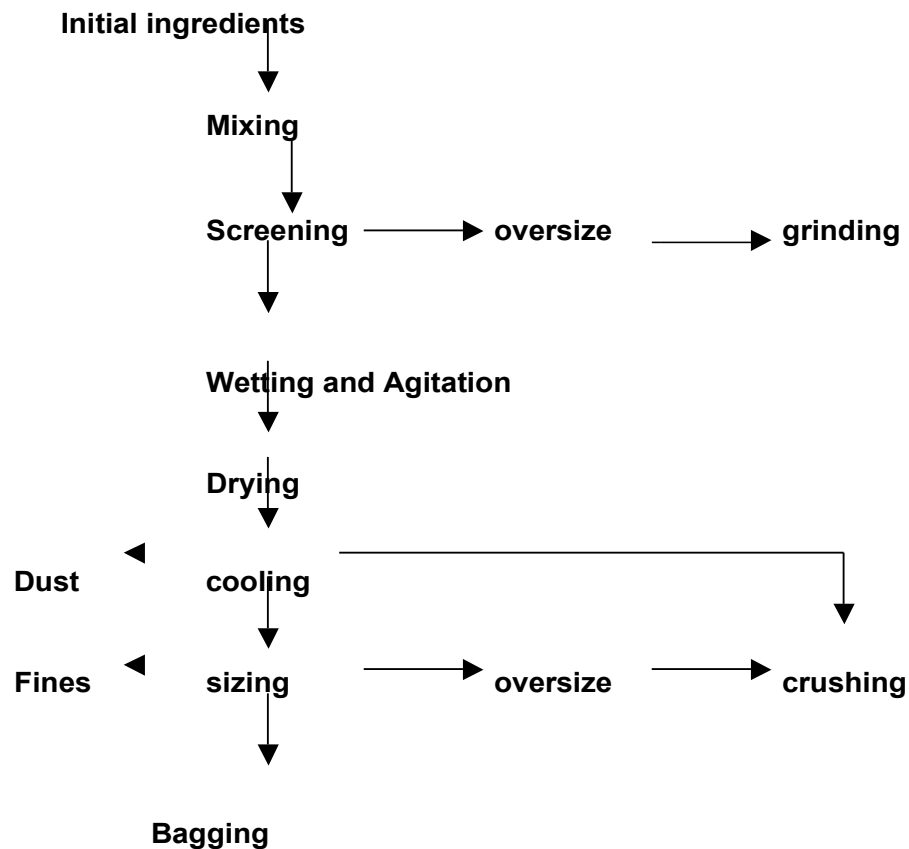 Initial ingredients
Mixing
Screening oversize grinding
Wetting and Agitation
Drying
Dust cooling
Fines sizing oversize crushing
Bagging